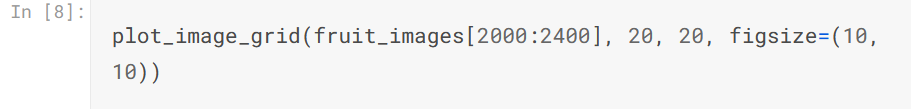 In [8]:
plot_image_grid(fruit_images[2000:2400], 20, 20, figsize=(10,
10))